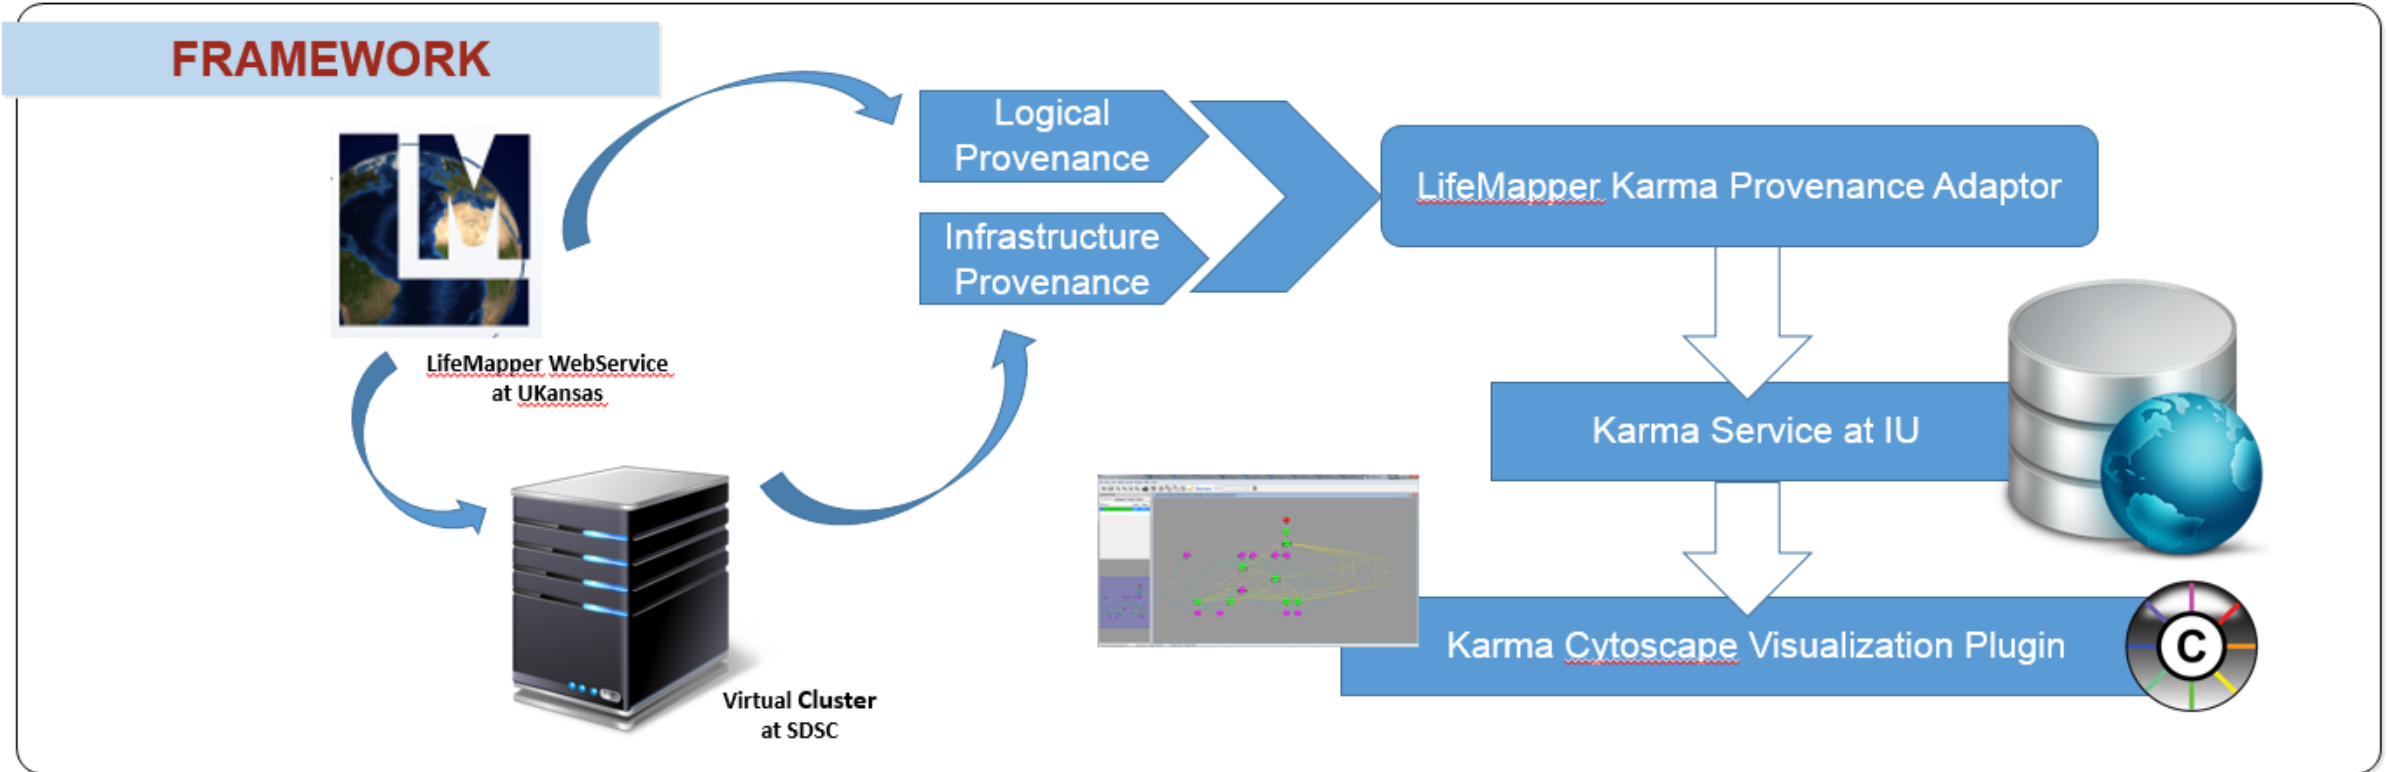 FRAMEWORK
LM
LifeMapper WebService
at UKansas
Virtual Cluster
at SDSC
Logical
Provenance
Infrastructure
Provenance
LifeMapper Karma Provenance Adaptor
Karma Service at IU
Karma Cytoscape Visualization Plugin
C